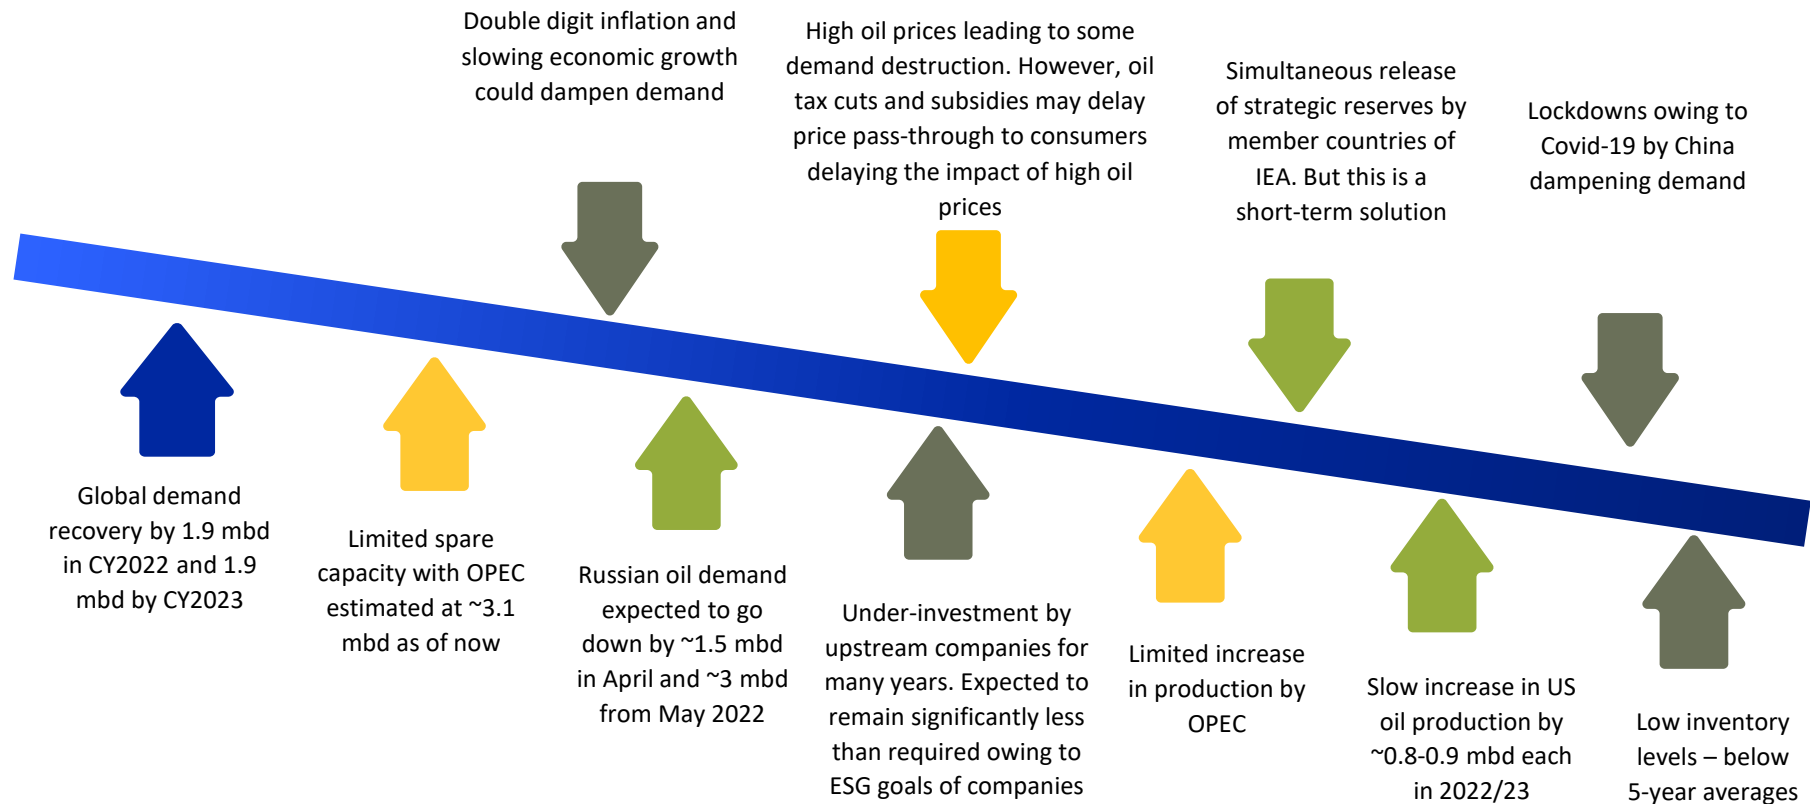 Double digit inflation and
slowing economic growth
could dampen demand
High oil prices leading to some
demand destruction. However, oil
tax cuts and subsidies may delay
price pass-through to consumers
delaying the impact of high oil
prices
Simultaneous release
of strategic reserves by
member countries of
IEA. But this is a
short-term solution
Lockdowns owing to
Covid-19 by China
dampening demand
Global demand
recovery by 1.9 mbd
in CY2022 and 1.9
mbd by CY2023
Limited spare
capacity with OPEC
estimated at ~3.1
mbd as of now
Russian oil demand
expected to go
down by ~1.5 mbd
in April and ~3 mbd
from May 2022
Under-investment by
upstream companies for
many years. Expected to
remain significantly less
than required owing to
ESG goals of companies
Limited increase
in production by
OPEC
Slow increase in US
oil production by
~0.8-0.9 mbd each
in 2022/23
Low inventory
levels – below
5-year averages